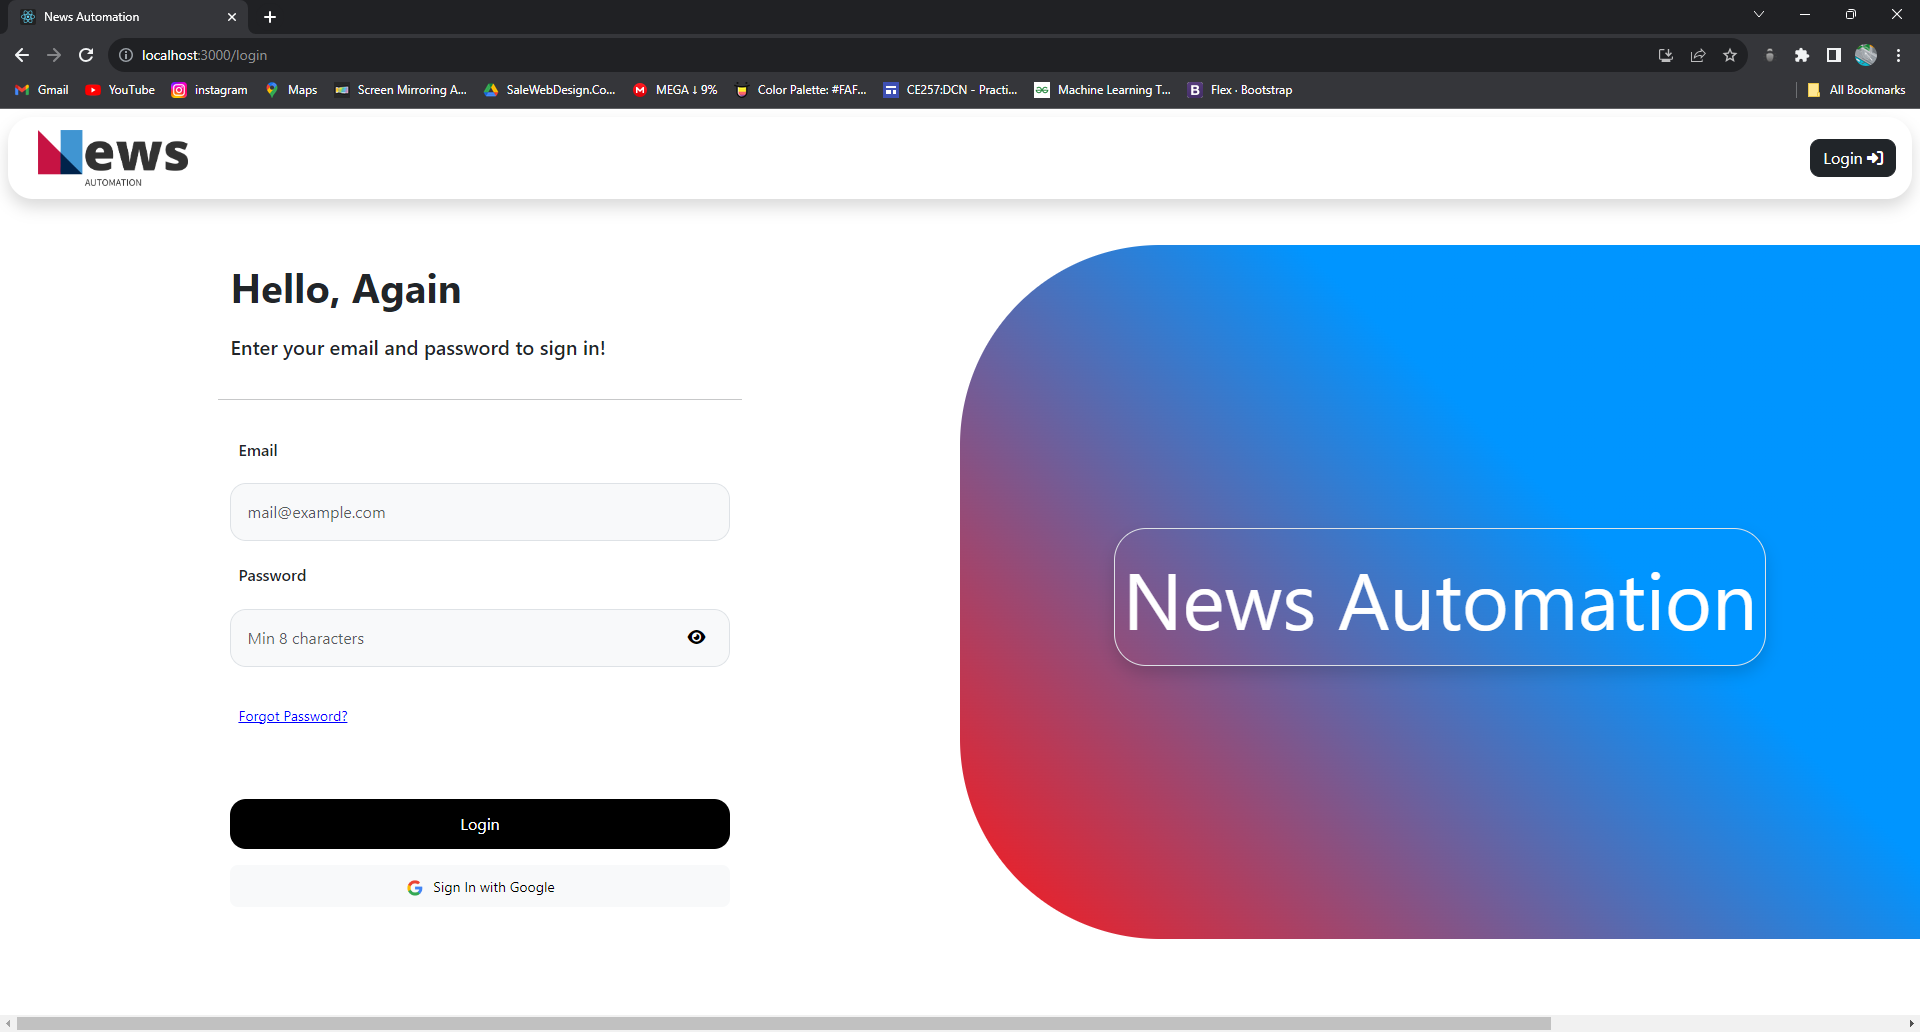 News Automation
localhost:3000/login
Gmail YouTube instagram Maps Screen Mirroring A... SaleWebDesign.Co... MEGA ↓ 9% Color Palette: #FAF... CE257:DCN - Practi... Machine Learning T... Flex · Bootstrap All Bookmarks
News
AUTOMATION
Login
Hello, Again
Enter your email and password to sign in!
Email
mail@example.com
Password
Min 8 characters
Forgot Password?
Login
Sign In with Google
News Automation